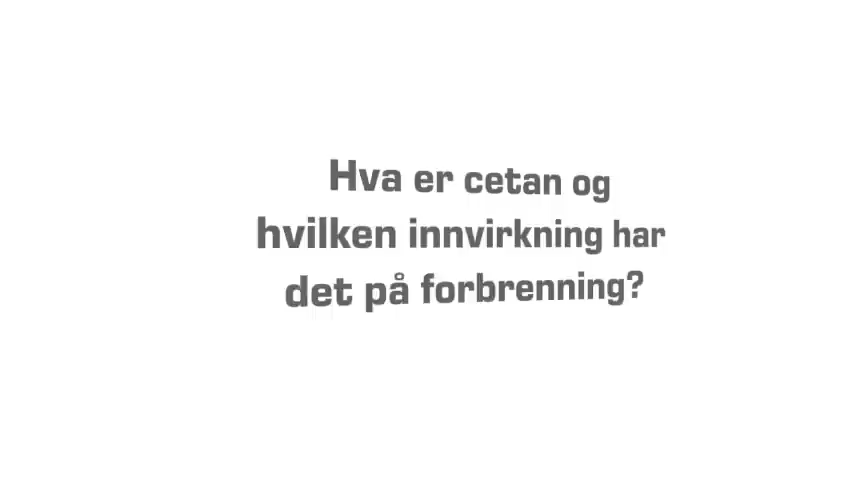 Hva er cetan og
hvilken innvirkning har
det på forbrenning?